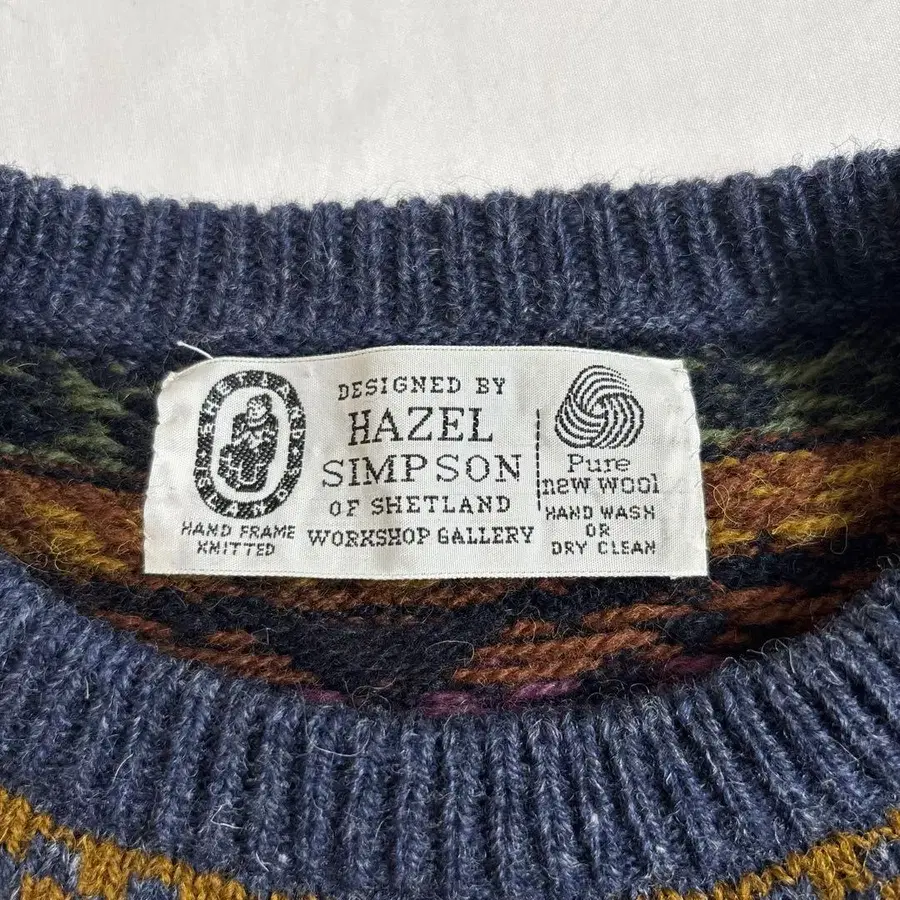 DESIGNED BY
HAZEL
SIMPSON
OF SHETLAND
WORKSHOP GALLERY
HAND FRAME
KNITTED
Pure
new wool
HAND WASH
OR
DRY CLEAN